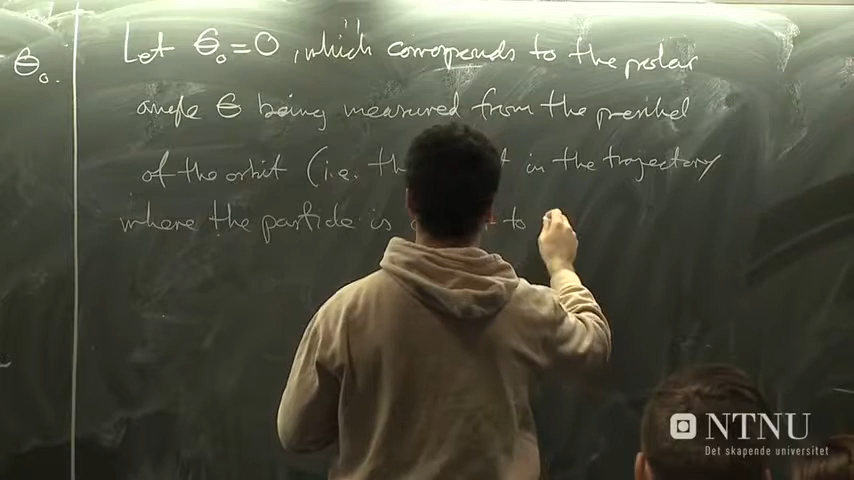 θ₀.
Let θ₀ = 0, which corresponds to the polar
angle θ being measured from the perihel
of the orbit (i.e. the in the trajectory
where the particle is to
NTNU
Det skapende universitet